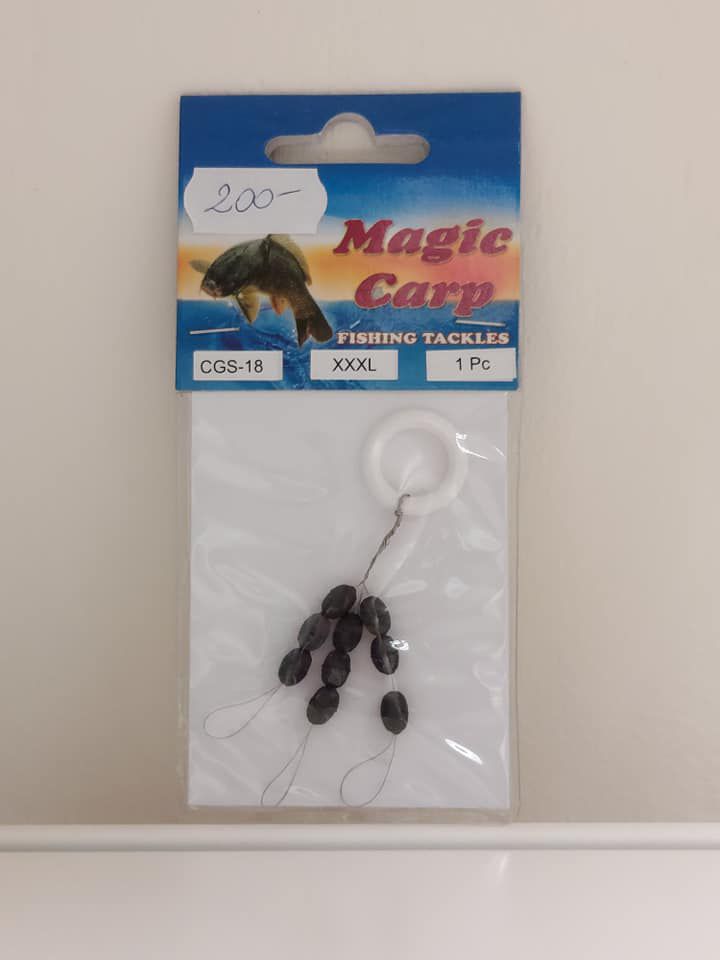 200-
Magic
Carp
FISHING TACKLES
CGS-18 XXXL 1 Pc